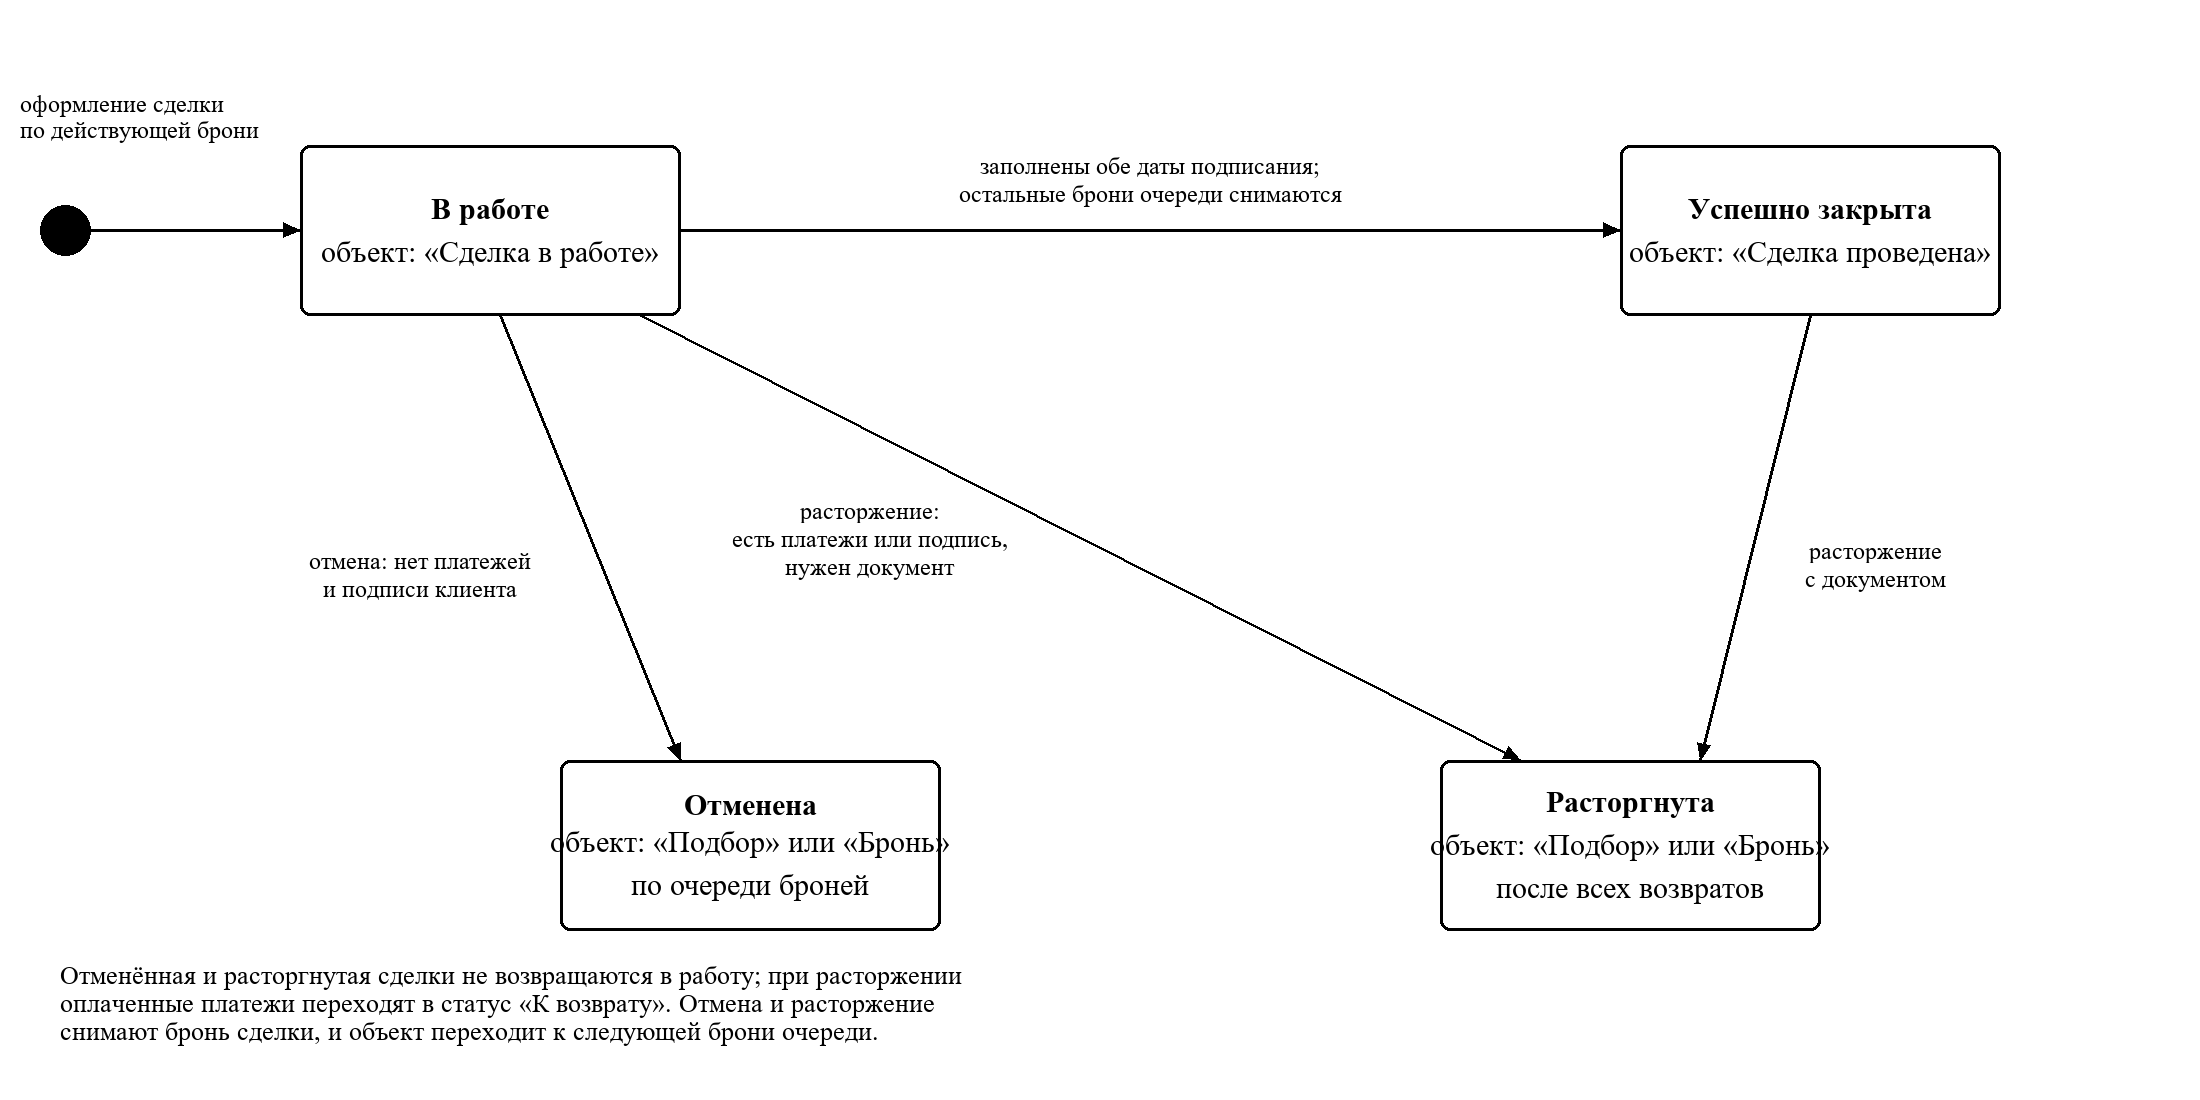 оформление сделки
по действующей брони
В работе
объект: «Сделка в работе»
заполнены обе даты подписания;
остальные брони очереди снимаются
Успешно закрыта
объект: «Сделка проведена»
отмена: нет платежей
и подписи клиента
расторжение:
есть платежи или подпись,
нужен документ
расторжение
с документом
Отменена
объект: «Подбор» или «Бронь»
по очереди броней
Расторгнута
объект: «Подбор» или «Бронь»
после всех возвратов
Отменённая и расторгнутая сделки не возвращаются в работу; при расторжении
оплаченные платежи переходят в статус «К возврату». Отмена и расторжение
снимают бронь сделки, и объект переходит к следующей брони очереди.